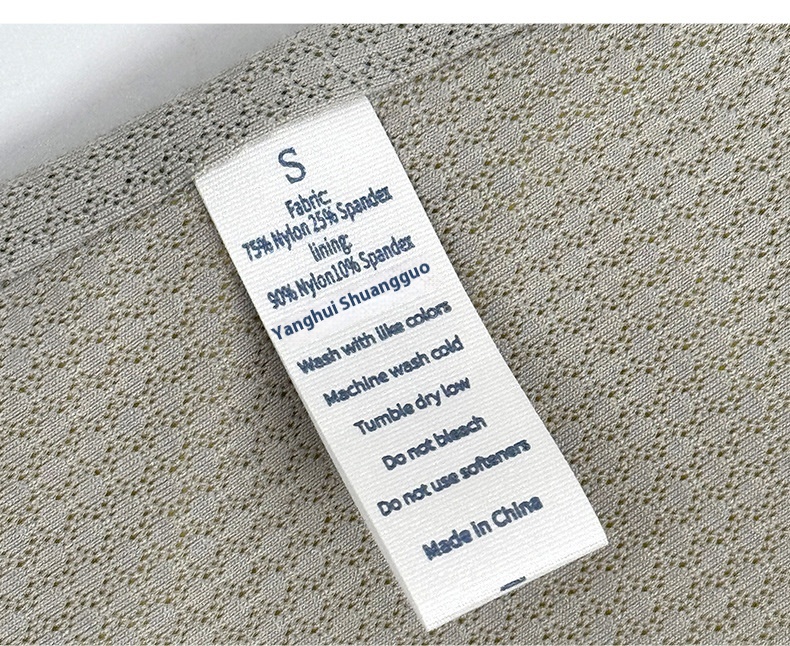 S
Fabric:
75% Nylon 25% Spandex
lining:
90% Nylon10% Spandex
Yanghui Shuangguo
Wash with like colors
Machine wash cold
Tumble dry low
Do not bleach
Do not use softeners
Made in China